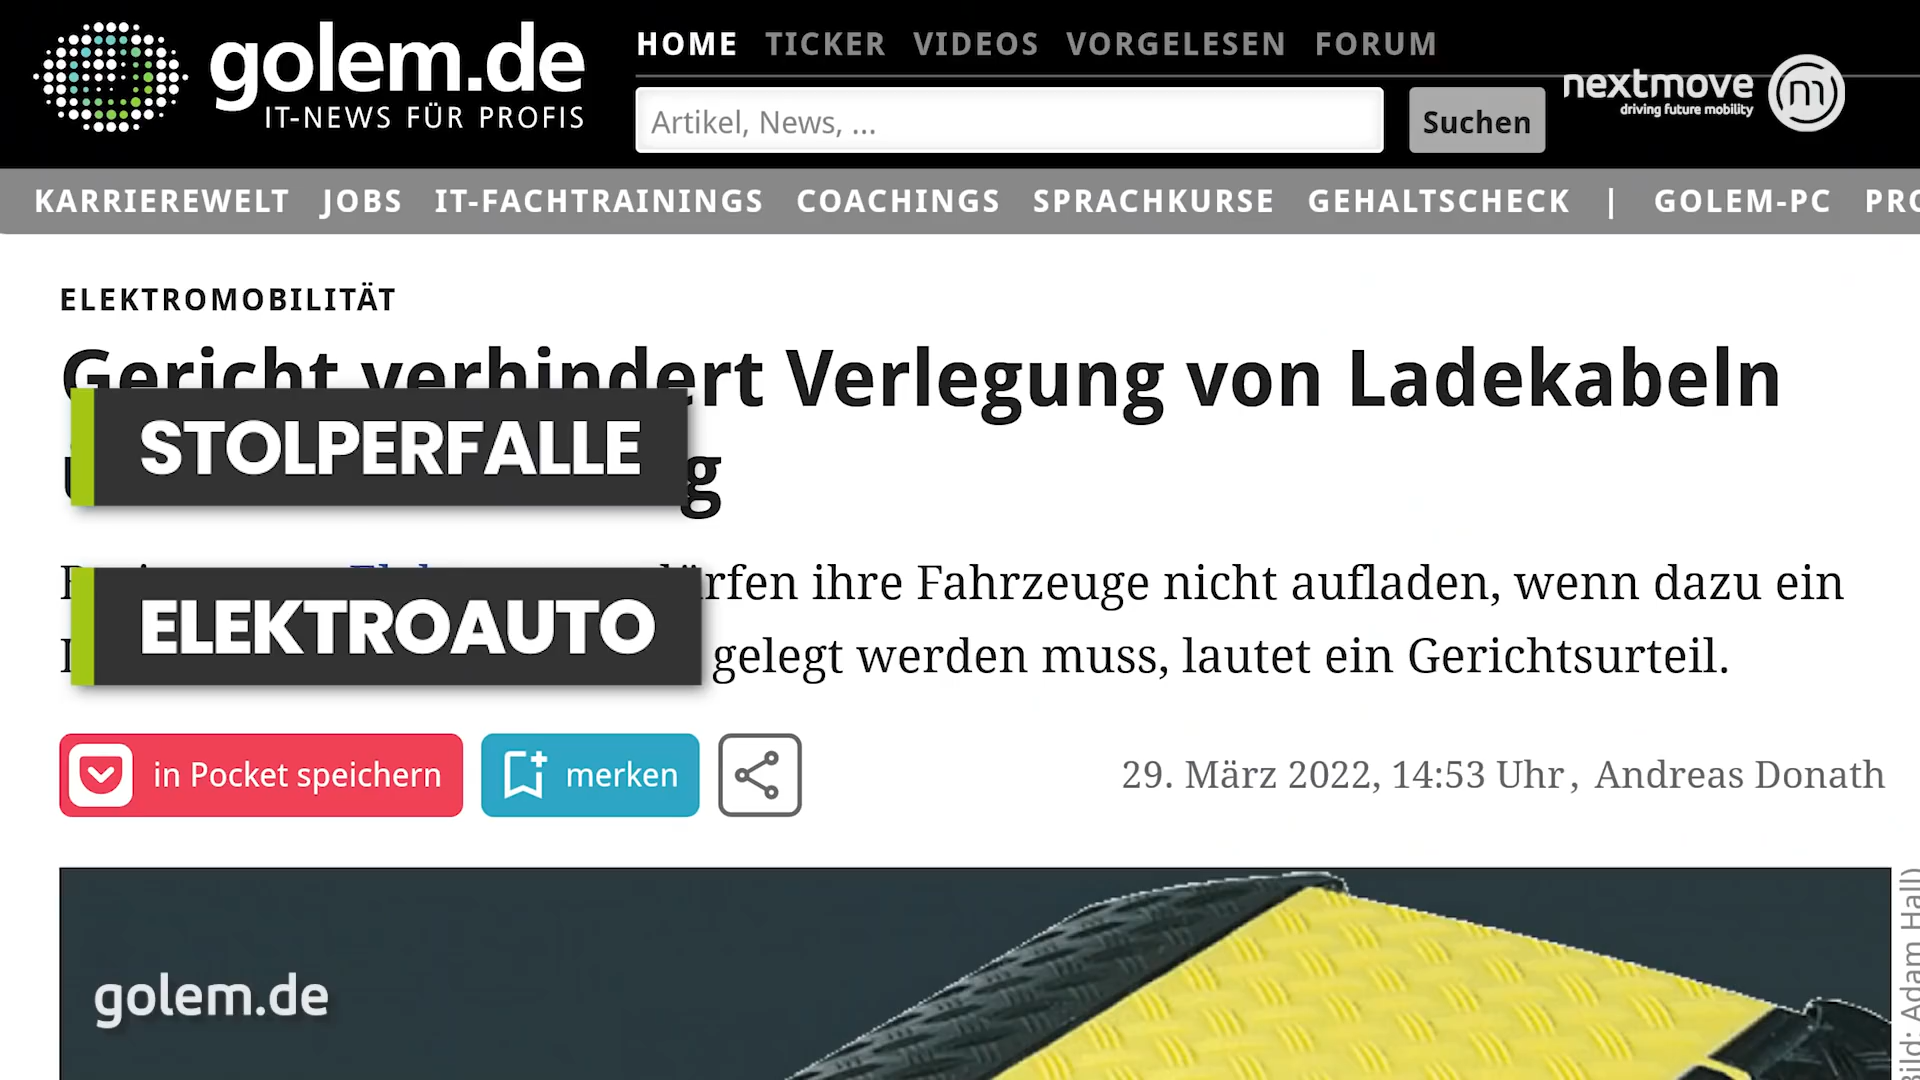 golem.de
IT-NEWS FÜR PROFIS
HOME TICKER VIDEOS VORGELESEN FORUM
Artikel, News, ...
Suchen
nextmove
driving future mobility
KARRIEREWELT JOBS IT-FACHTRAININGS COACHINGS SPRACHKURSE GEHALTSCHECK | GOLEM-PC
ELEKTROMOBILITÄT
Gericht verhindert Verlegung von Ladekabeln
STOLPERFALLE
ihre Fahrzeuge nicht aufladen, wenn dazu ein
ELEKTROAUTO
gelegt werden muss, lautet ein Gerichtsurteil.
in Pocket speichern
merken
29. März 2022, 14:53 Uhr, Andreas Donath
golem.de
Bild: Adam Hall)